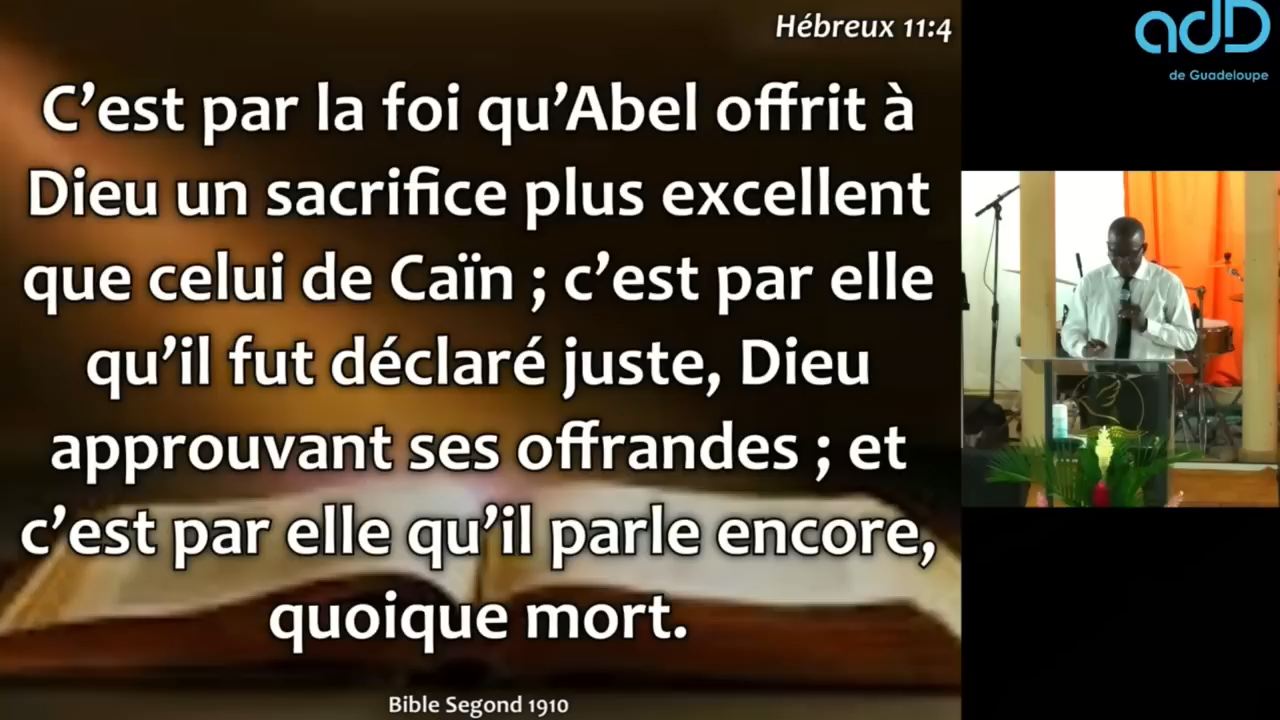 Hébreux 11:4
C’est par la foi qu’Abel offrit à
Dieu un sacrifice plus excellent
que celui de Caïn ; c’est par elle
qu’il fut déclaré juste, Dieu
approuvant ses offrandes ; et
c’est par elle qu’il parle encore,
quoique mort.
Bible Segond 1910
adD
de Guadeloupe